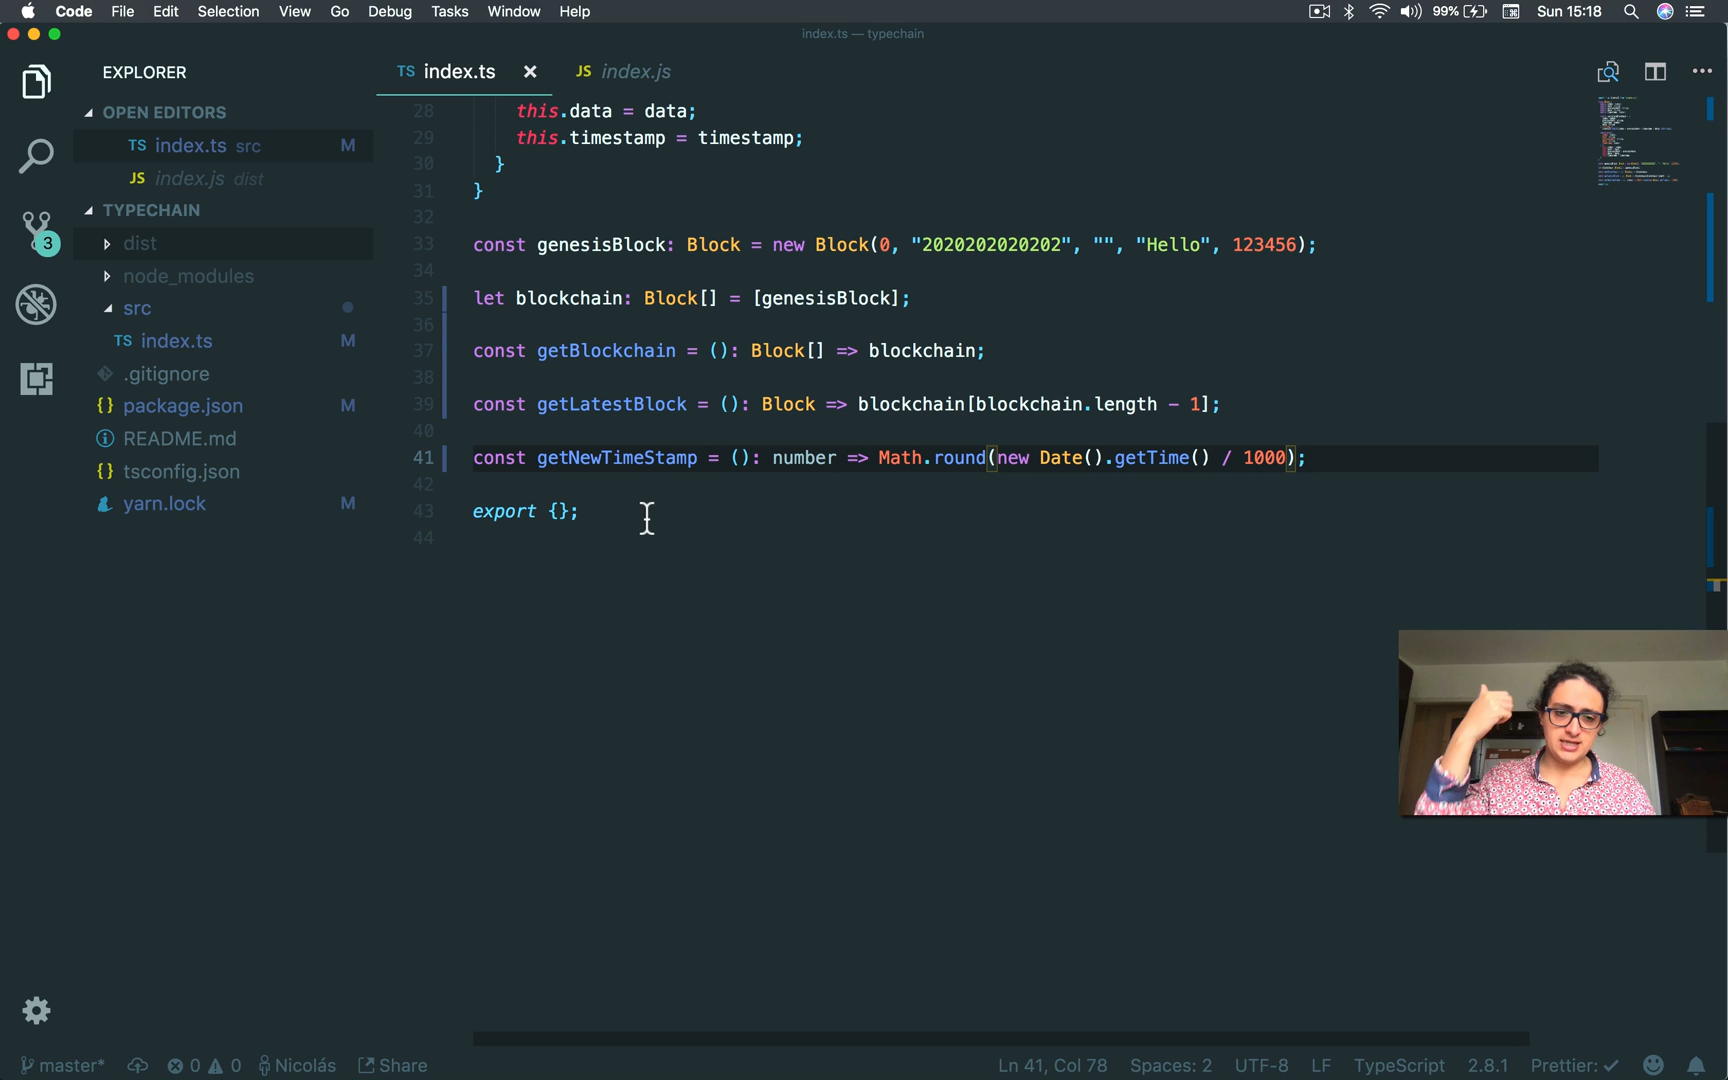 Code File Edit Selection View Go Debug Tasks Window Help 99% Sun 15:18
index.ts — typechain
EXPLORER
OPEN EDITORS
TS index.ts src M
JS index.js dist
TYPECHAIN
dist
node_modules
src
TS index.ts M
.gitignore
{} package.json M
README.md
{} tsconfig.json
yarn.lock M
3
TS index.ts
JS index.js
28 this.data = data;
29 this.timestamp = timestamp;
30 }
31 }
32
33 const genesisBlock: Block = new Block(0, "2020202020202", "", "Hello", 123456);
34
35 let blockchain: Block[] = [genesisBlock];
36
37 const getBlockchain = (): Block[] => blockchain;
38
39 const getLatestBlock = (): Block => blockchain[blockchain.length - 1];
40
41 const getNewTimeStamp = (): number => Math.round(new Date().getTime() / 1000);
42
43 export {};
44
master* 0 0 Nicolás Share Ln 41, Col 78 Spaces: 2 UTF-8 LF TypeScript 2.8.1 Prettier: ✓